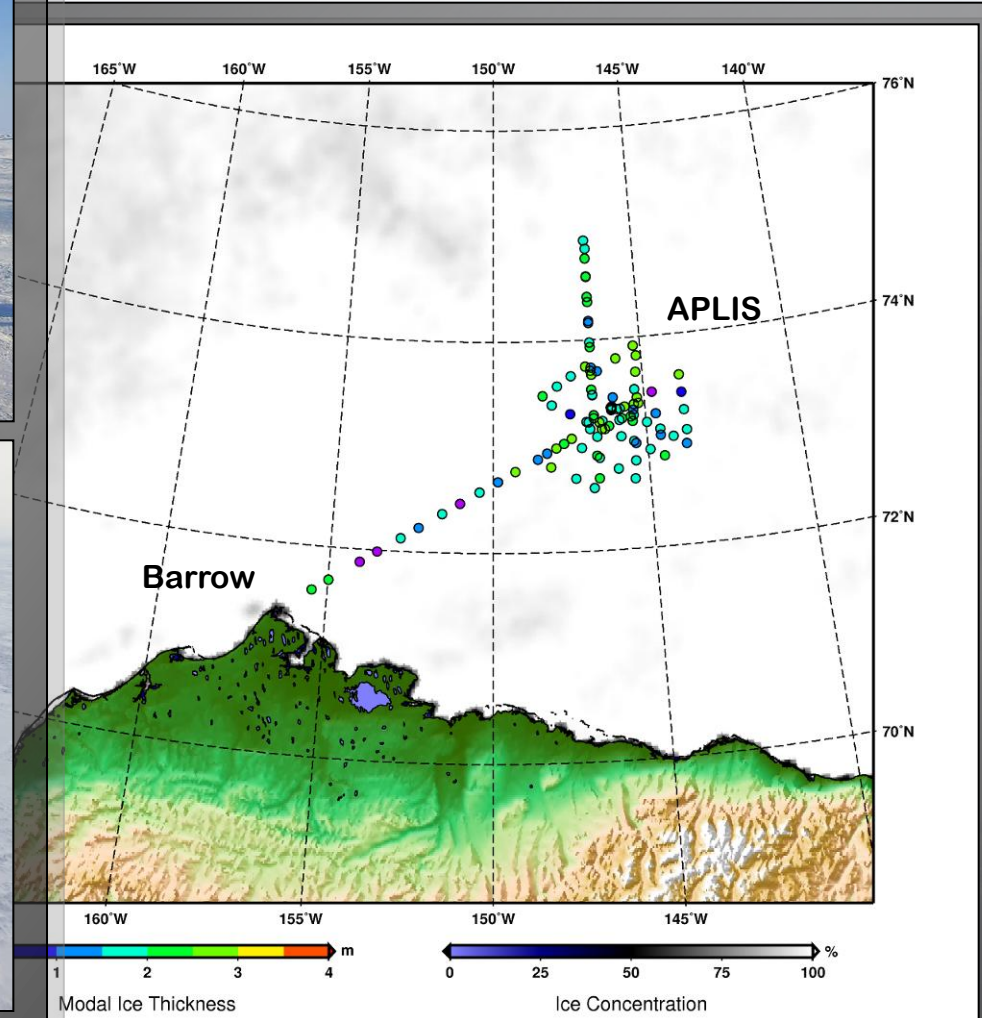 165°W 160°W 155°W 150°W 145°W 140°W
76°N
74°N
APLIS
72°N
Barrow
70°N
160°W 155°W 150°W 145°W
m %
1 2 3 4 0 25 50 75 100
Modal Ice Thickness Ice Concentration